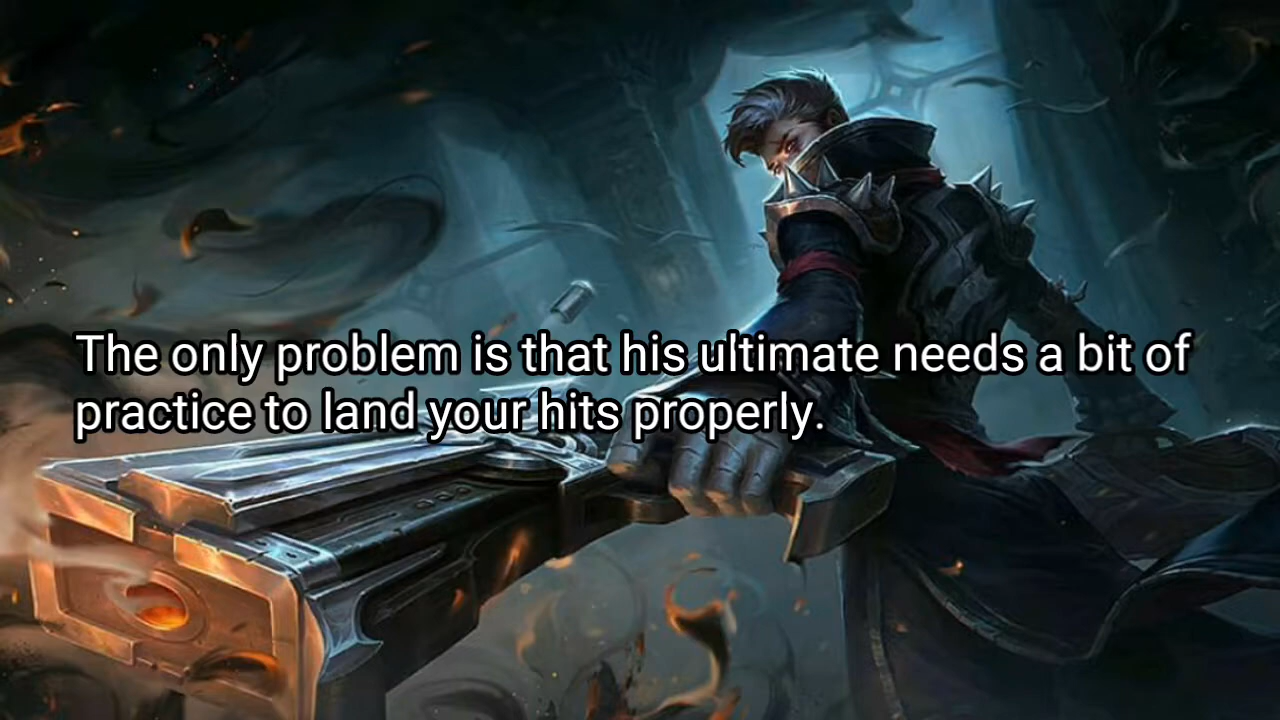 The only problem is that his ultimate needs a bit of
practice to land your hits properly.